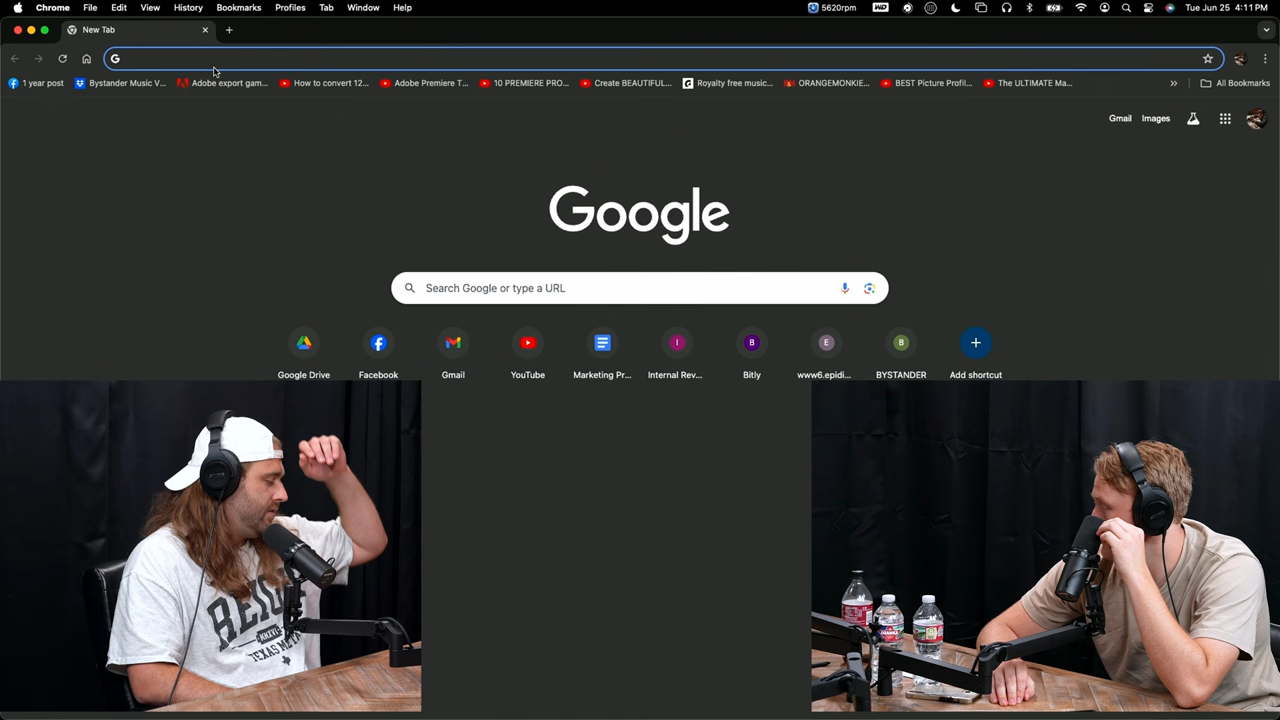 Chrome File Edit View History Bookmarks Profiles Tab Window Help 5620rpm Tue Jun 25 4:11 PM
New Tab
1 year post Bystander Music V... Adobe export gam... How to convert 12... Adobe Premiere T... 10 PREMIERE PRO... Create BEAUTIFUL... Royalty free music... ORANGEMONKIE... BEST Picture Profil... The ULTIMATE Ma... » All Bookmarks
Gmail Images
Google
Search Google or type a URL
I B E B
Google Drive Facebook Gmail YouTube Marketing Pr... Internal Rev... Bitly www6.epidi... BYSTANDER Add shortcut
REIGN
TEXAS